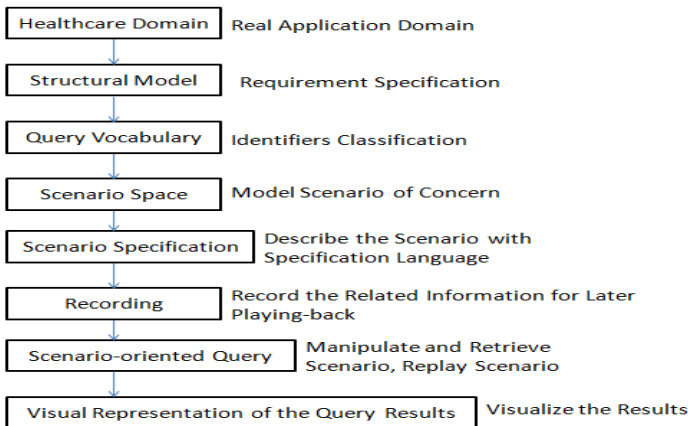 Healthcare Domain Real Application Domain
Structural Model Requirement Specification
Query Vocabulary Identifiers Classification
Scenario Space Model Scenario of Concern
Scenario Specification Describe the Scenario with
Specification Language
Recording Record the Related Information for Later
Playing-back
Scenario-oriented Query Manipulate and Retrieve
Scenario, Replay Scenario
Visual Representation of the Query Results Visualize the Results